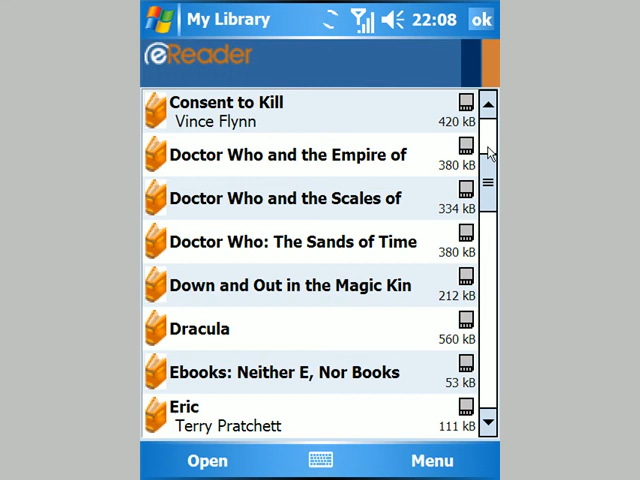 My Library
22:08
ok
eReader
Consent to Kill
Vince Flynn
420 kB
Doctor Who and the Empire of
380 kB
Doctor Who and the Scales of
334 kB
Doctor Who: The Sands of Time
380 kB
Down and Out in the Magic Kin
212 kB
Dracula
560 kB
Ebooks: Neither E, Nor Books
53 kB
Eric
Terry Pratchett
111 kB
Open
Menu